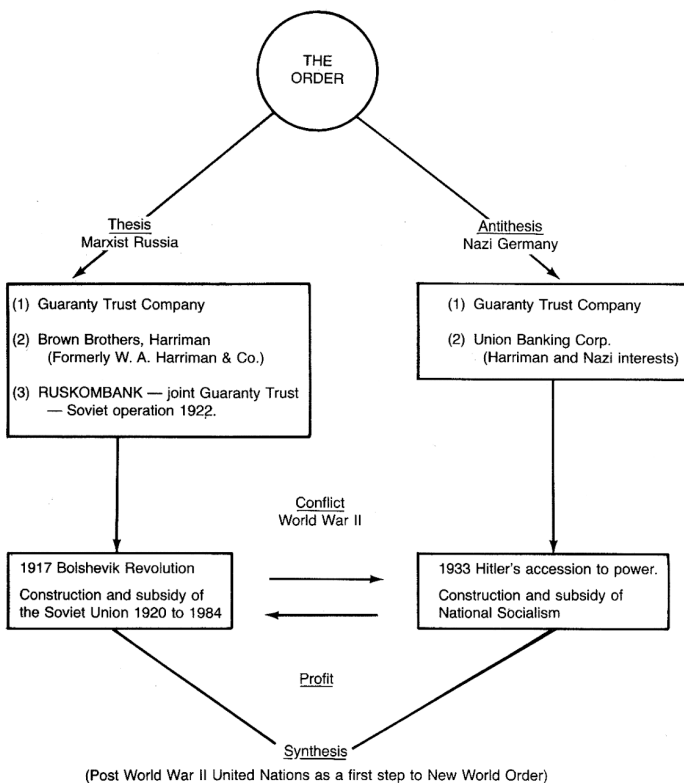 THE
ORDER
Thesis
Marxist Russia
Antithesis
Nazi Germany
(1) Guaranty Trust Company
(2) Brown Brothers, Harriman
(Formerly W. A. Harriman & Co.)
(3) RUSKOMBANK — joint Guaranty Trust
— Soviet operation 1922.
(1) Guaranty Trust Company
(2) Union Banking Corp.
(Harriman and Nazi interests)
Conflict
World War II
1917 Bolshevik Revolution
Construction and subsidy of
the Soviet Union 1920 to 1984
1933 Hitler's accession to power.
Construction and subsidy of
National Socialism
Profit
Synthesis
(Post World War II United Nations as a first step to New World Order)